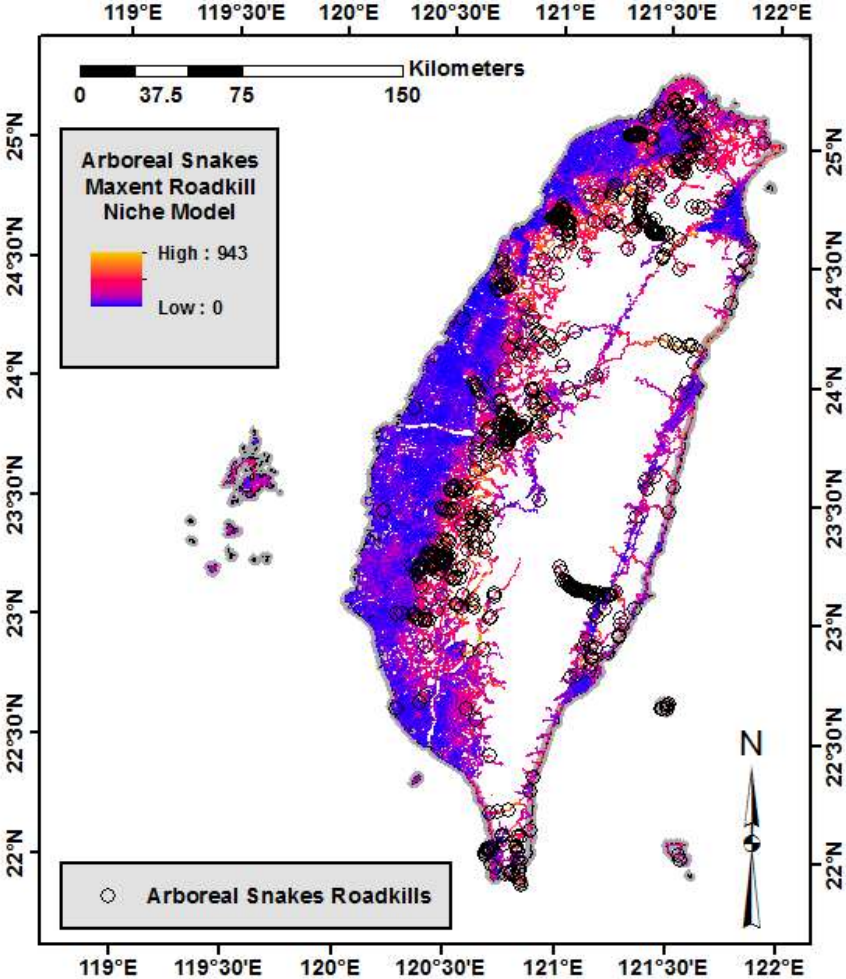 119°E 119°30'E 120°E 120°30'E 121°E 121°30'E 122°E
Kilometers
0 37.5 75 150
Arboreal Snakes
Maxent Roadkill
Niche Model
High : 943
Low : 0
25°N 25°N
24°30'N 24°30'N
24°N 24°N
23°30'N 23°30'N
23°N 23°N
22°30'N 22°30'N
N
22°N 22°N
Arboreal Snakes Roadkills
119°E 119°30'E 120°E 120°30'E 121°E 121°30'E 122°E